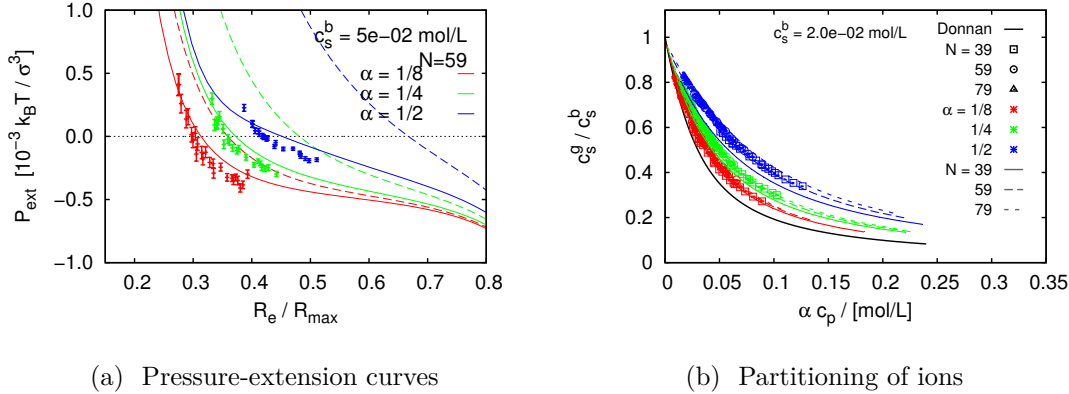 1.0
0.5
0.0
−0.5
−1.0
P_ext [10^−3 k_BT / σ^3]
c_s^b = 5e−02 mol/L
N=59
α = 1/8
α = 1/4
α = 1/2
0.2 0.3 0.4 0.5 0.6 0.7 0.8
R_e / R_max
(a) Pressure-extension curves
1
0.8
0.6
0.4
0.2
0
c_s^g / c_s^b
c_s^b = 2.0e−02 mol/L
Donnan
N = 39
59
79
α = 1/8
1/4
1/2
N = 39
59
79
0 0.05 0.1 0.15 0.2 0.25 0.3 0.35
α c_p / [mol/L]
(b) Partitioning of ions